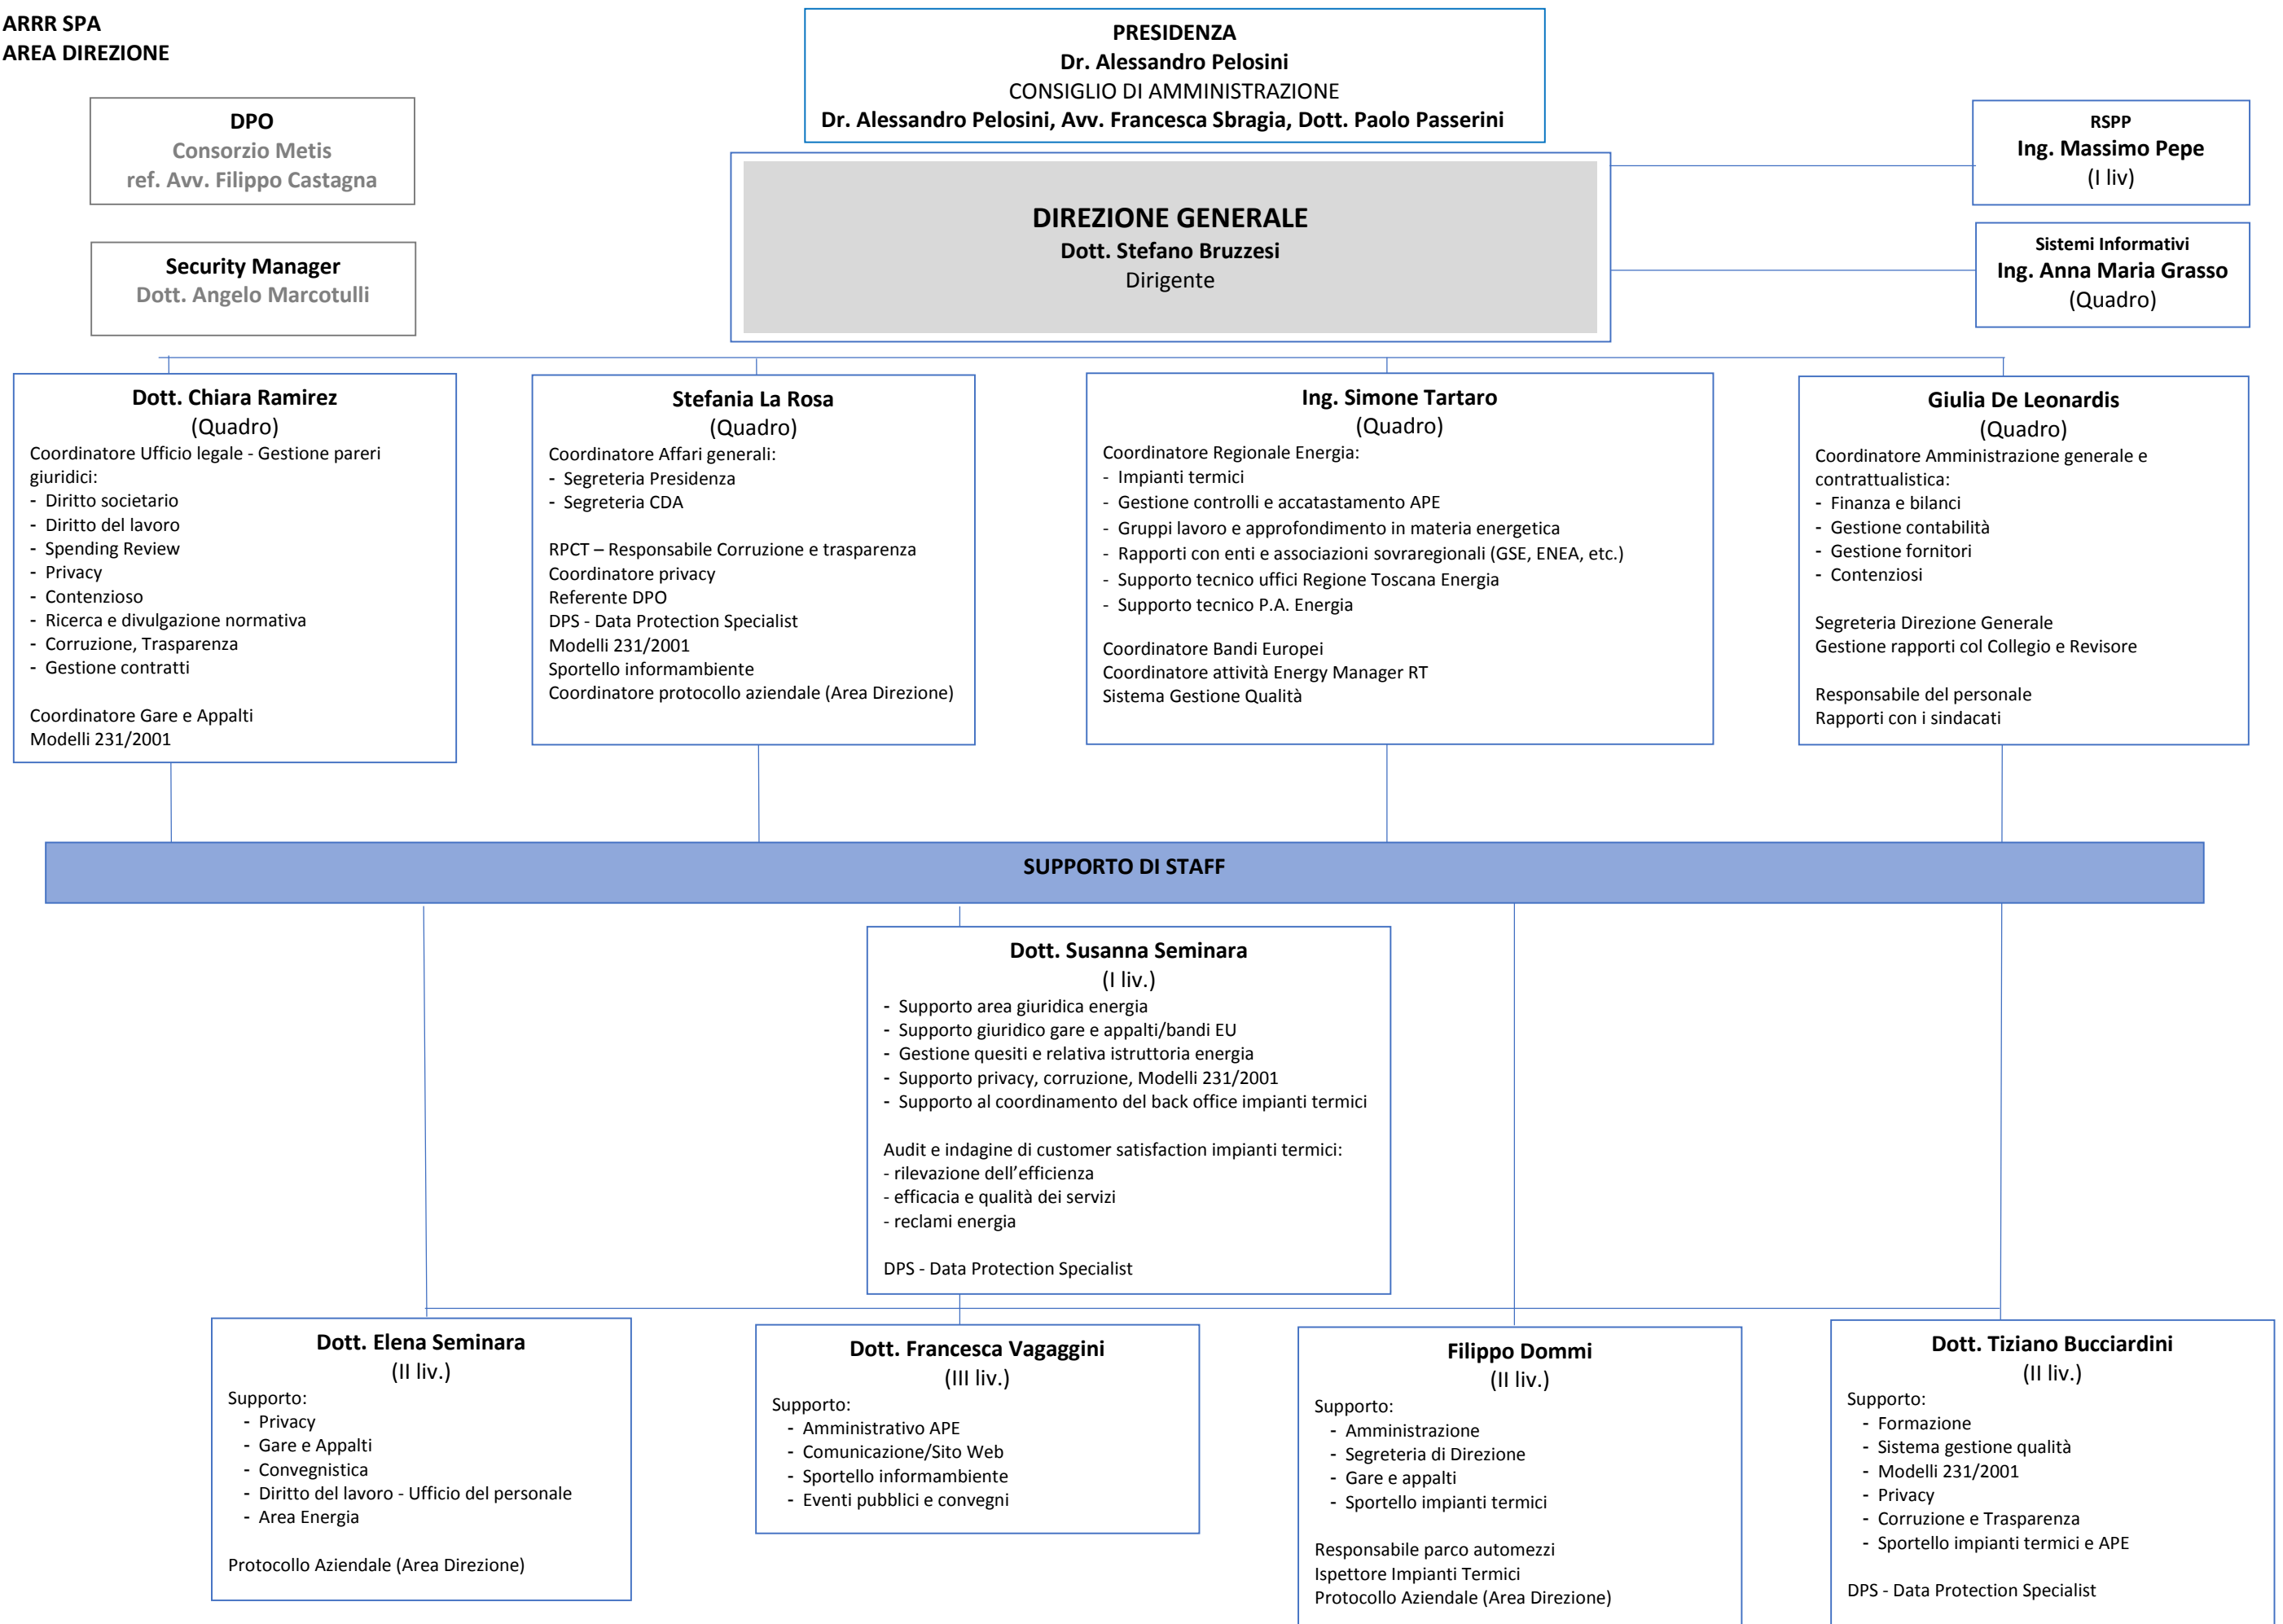 ARRR SPA
AREA DIREZIONE
PRESIDENZA
Dr. Alessandro Pelosini
CONSIGLIO DI AMMINISTRAZIONE
Dr. Alessandro Pelosini, Avv. Francesca Sbragia, Dott. Paolo Passerini
DPO
Consorzio Metis
ref. Avv. Filippo Castagna
Security Manager
Dott. Angelo Marcotulli
DIREZIONE GENERALE
Dott. Stefano Bruzzesi
Dirigente
RSPP
Ing. Massimo Pepe
(I liv)
Sistemi Informativi
Ing. Anna Maria Grasso
(Quadro)
Dott. Chiara Ramirez
(Quadro)
Coordinatore Ufficio legale - Gestione pareri
giuridici:
- Diritto societario
- Diritto del lavoro
- Spending Review
- Privacy
- Contenzioso
- Ricerca e divulgazione normativa
- Corruzione, Trasparenza
- Gestione contratti
Coordinatore Gare e Appalti
Modelli 231/2001
Stefania La Rosa
(Quadro)
Coordinatore Affari generali:
- Segreteria Presidenza
- Segreteria CDA
RPCT – Responsabile Corruzione e trasparenza
Coordinatore privacy
Referente DPO
DPS - Data Protection Specialist
Modelli 231/2001
Sportello informambiente
Coordinatore protocollo aziendale (Area Direzione)
Ing. Simone Tartaro
(Quadro)
Coordinatore Regionale Energia:
- Impianti termici
- Gestione controlli e accatastamento APE
- Gruppi lavoro e approfondimento in materia energetica
- Rapporti con enti e associazioni sovraregionali (GSE, ENEA, etc.)
- Supporto tecnico uffici Regione Toscana Energia
- Supporto tecnico P.A. Energia
Coordinatore Bandi Europei
Coordinatore attività Energy Manager RT
Sistema Gestione Qualità
Giulia De Leonardis
(Quadro)
Coordinatore Amministrazione generale e
contrattualistica:
- Finanza e bilanci
- Gestione contabilità
- Gestione fornitori
- Contenziosi
Segreteria Direzione Generale
Gestione rapporti col Collegio e Revisore
Responsabile del personale
Rapporti con i sindacati
SUPPORTO DI STAFF
Dott. Susanna Seminara
(I liv.)
- Supporto area giuridica energia
- Supporto giuridico gare e appalti/bandi EU
- Gestione quesiti e relativa istruttoria energia
- Supporto privacy, corruzione, Modelli 231/2001
- Supporto al coordinamento del back office impianti termici
Audit e indagine di customer satisfaction impianti termici:
- rilevazione dell’efficienza
- efficacia e qualità dei servizi
- reclami energia
DPS - Data Protection Specialist
Dott. Elena Seminara
(II liv.)
Supporto:
- Privacy
- Gare e Appalti
- Convegnistica
- Diritto del lavoro - Ufficio del personale
- Area Energia
Protocollo Aziendale (Area Direzione)
Dott. Francesca Vagaggini
(III liv.)
Supporto:
- Amministrativo APE
- Comunicazione/Sito Web
- Sportello informambiente
- Eventi pubblici e convegni
Filippo Dommi
(II liv.)
Supporto:
- Amministrazione
- Segreteria di Direzione
- Gare e appalti
- Sportello impianti termici
Responsabile parco automezzi
Ispettore Impianti Termici
Protocollo Aziendale (Area Direzione)
Dott. Tiziano Bucciardini
(II liv.)
Supporto:
- Formazione
- Sistema gestione qualità
- Modelli 231/2001
- Privacy
- Corruzione e Trasparenza
- Sportello impianti termici e APE
DPS - Data Protection Specialist